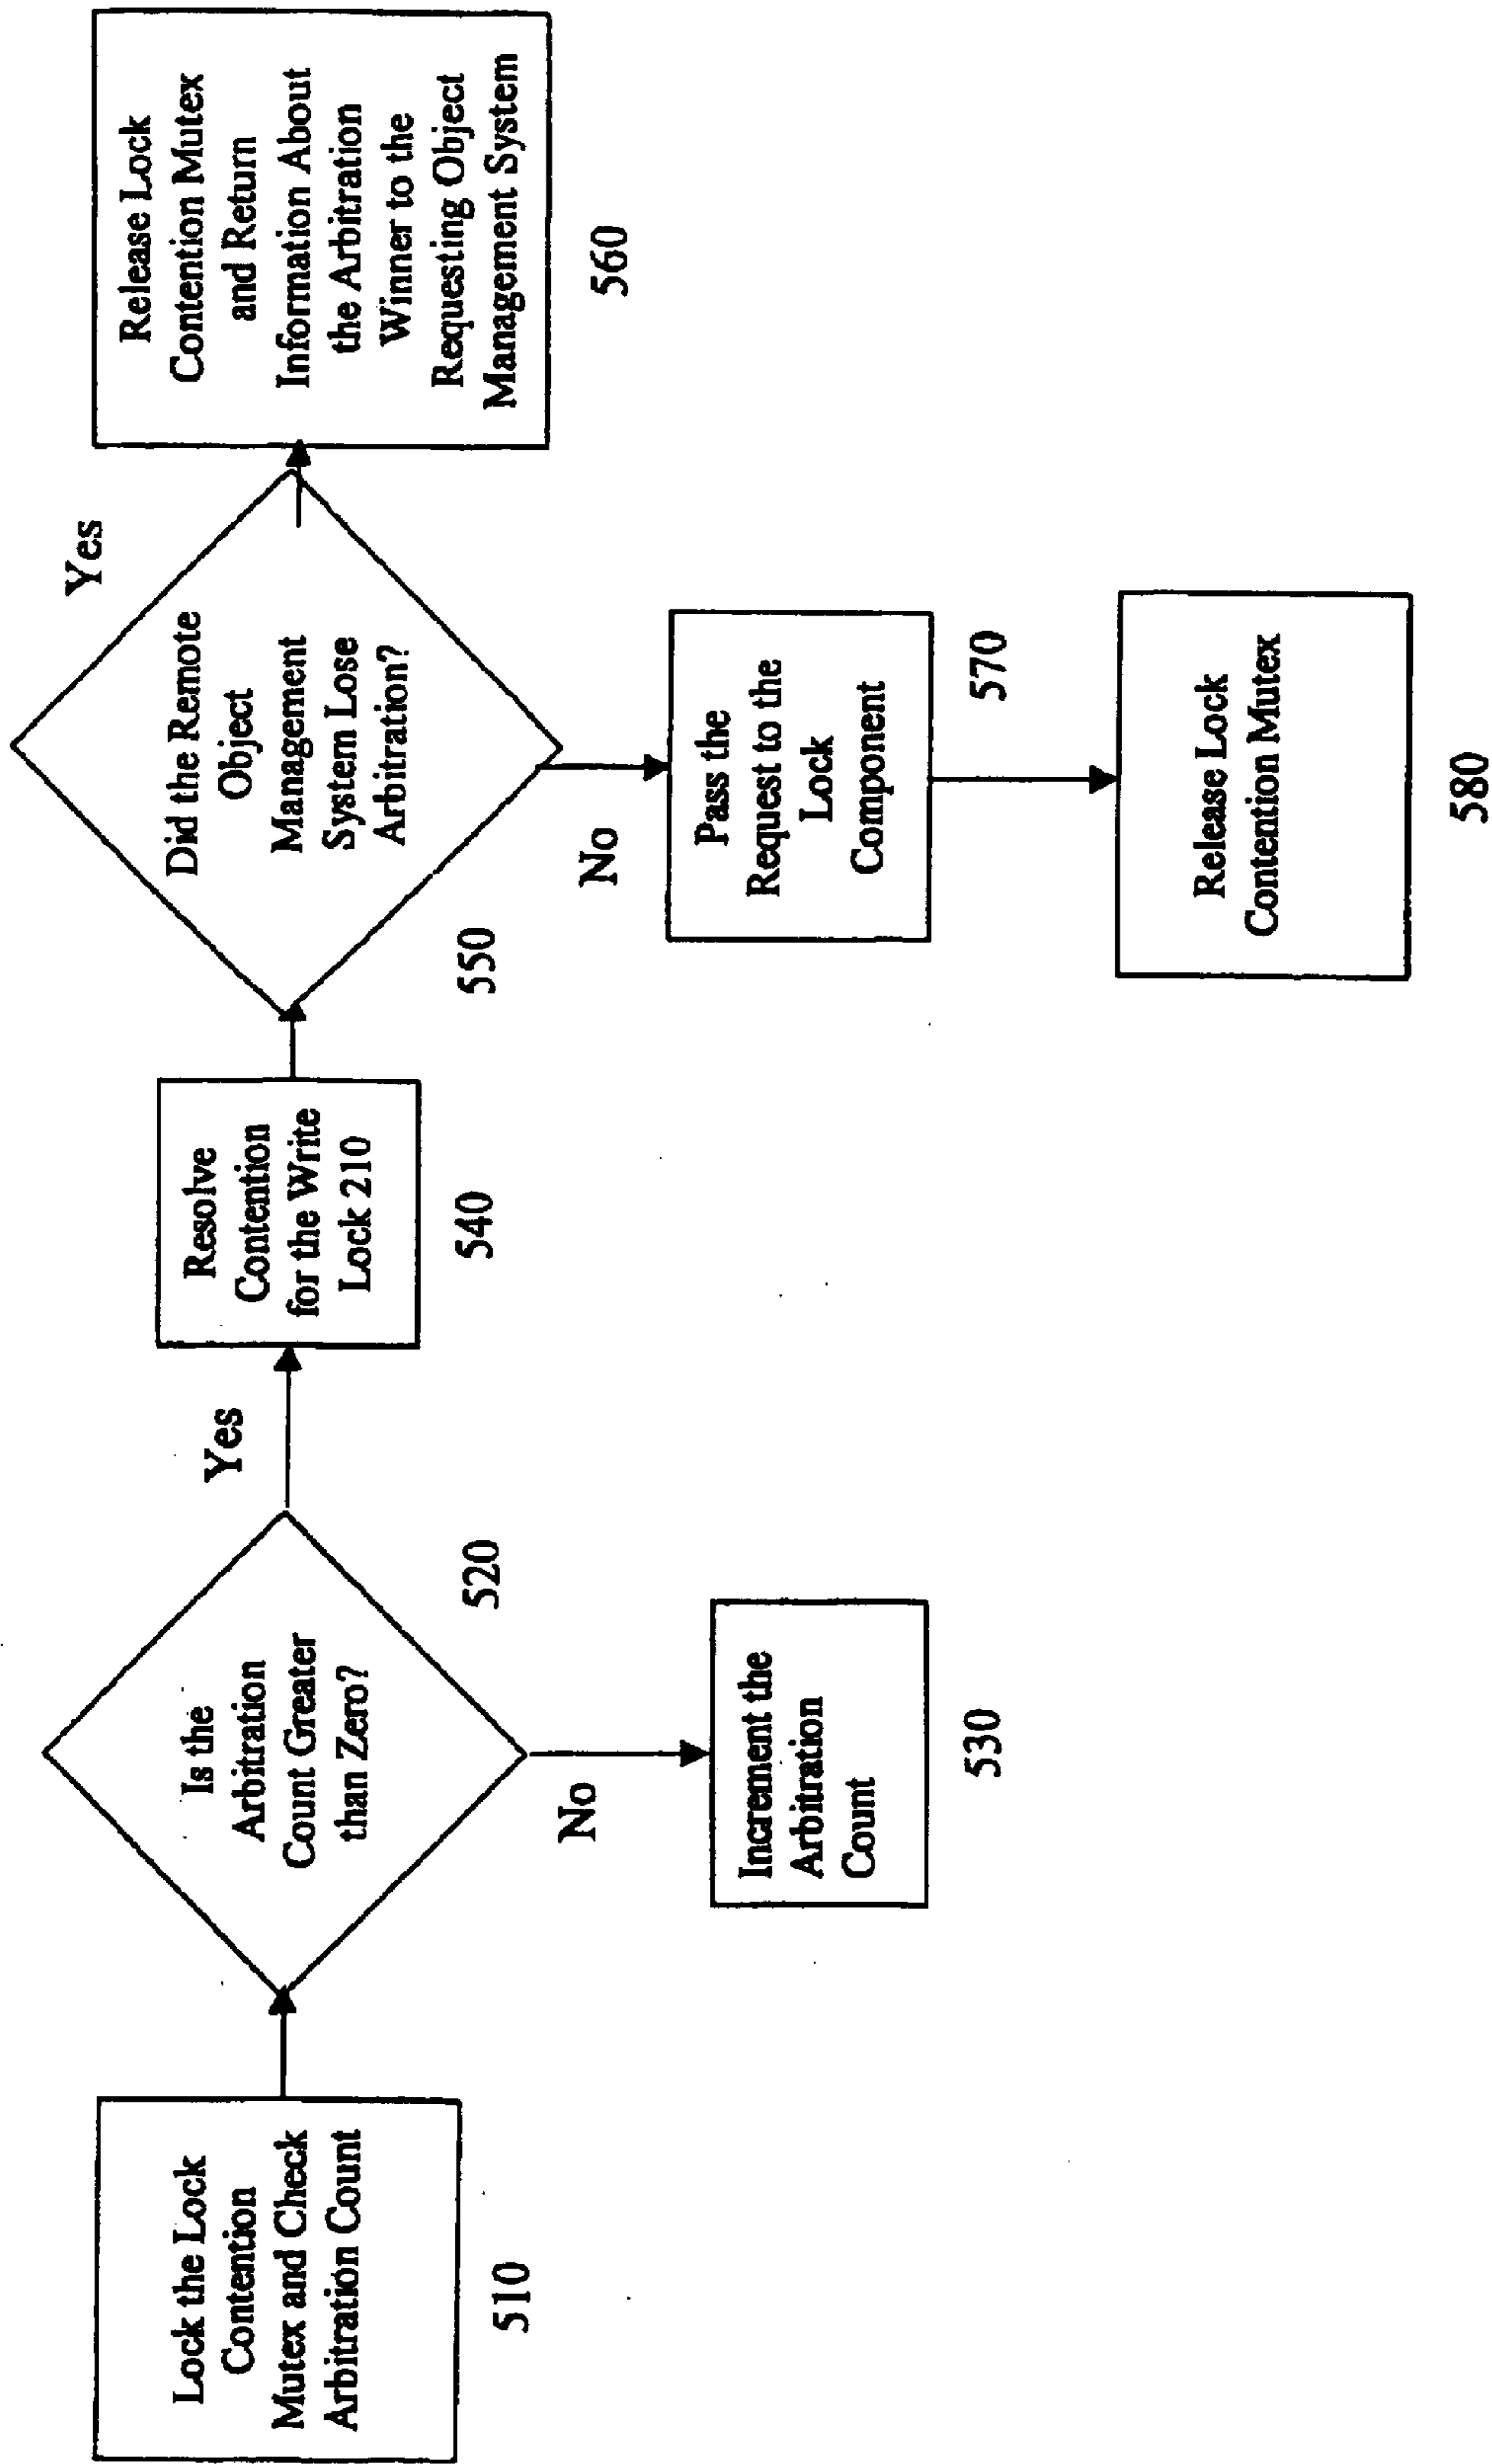 Lock the Lock
Contention
Mutex and Check
Arbitration Count
510
Is the
Arbitration
Count Greater
than Zero?
520
Yes
No
Increment the
Arbitration
Count
530
Resolve
Contention
for the Write
Lock 210
540
Did the Remote
Object
Management
System Lose
Arbitration?
550
Yes
No
Release Lock
Contention Mutex
and Return
Information About
the Arbitration
Winner to the
Requesting Object
Management System
560
Pass the
Request to the
Lock
Component
570
Release Lock
Contention Mutex
580